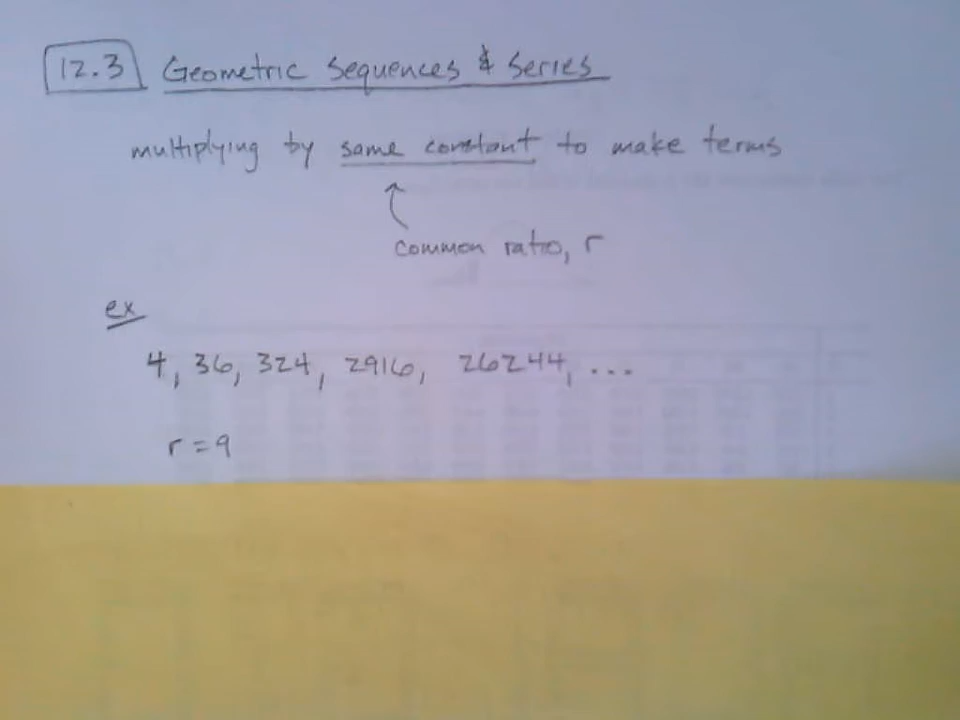 12.3 Geometric Sequences & Series
multiplying by same constant to make terms
common ratio, r
ex
4, 36, 324, 2916, 26244, ...
r = 9